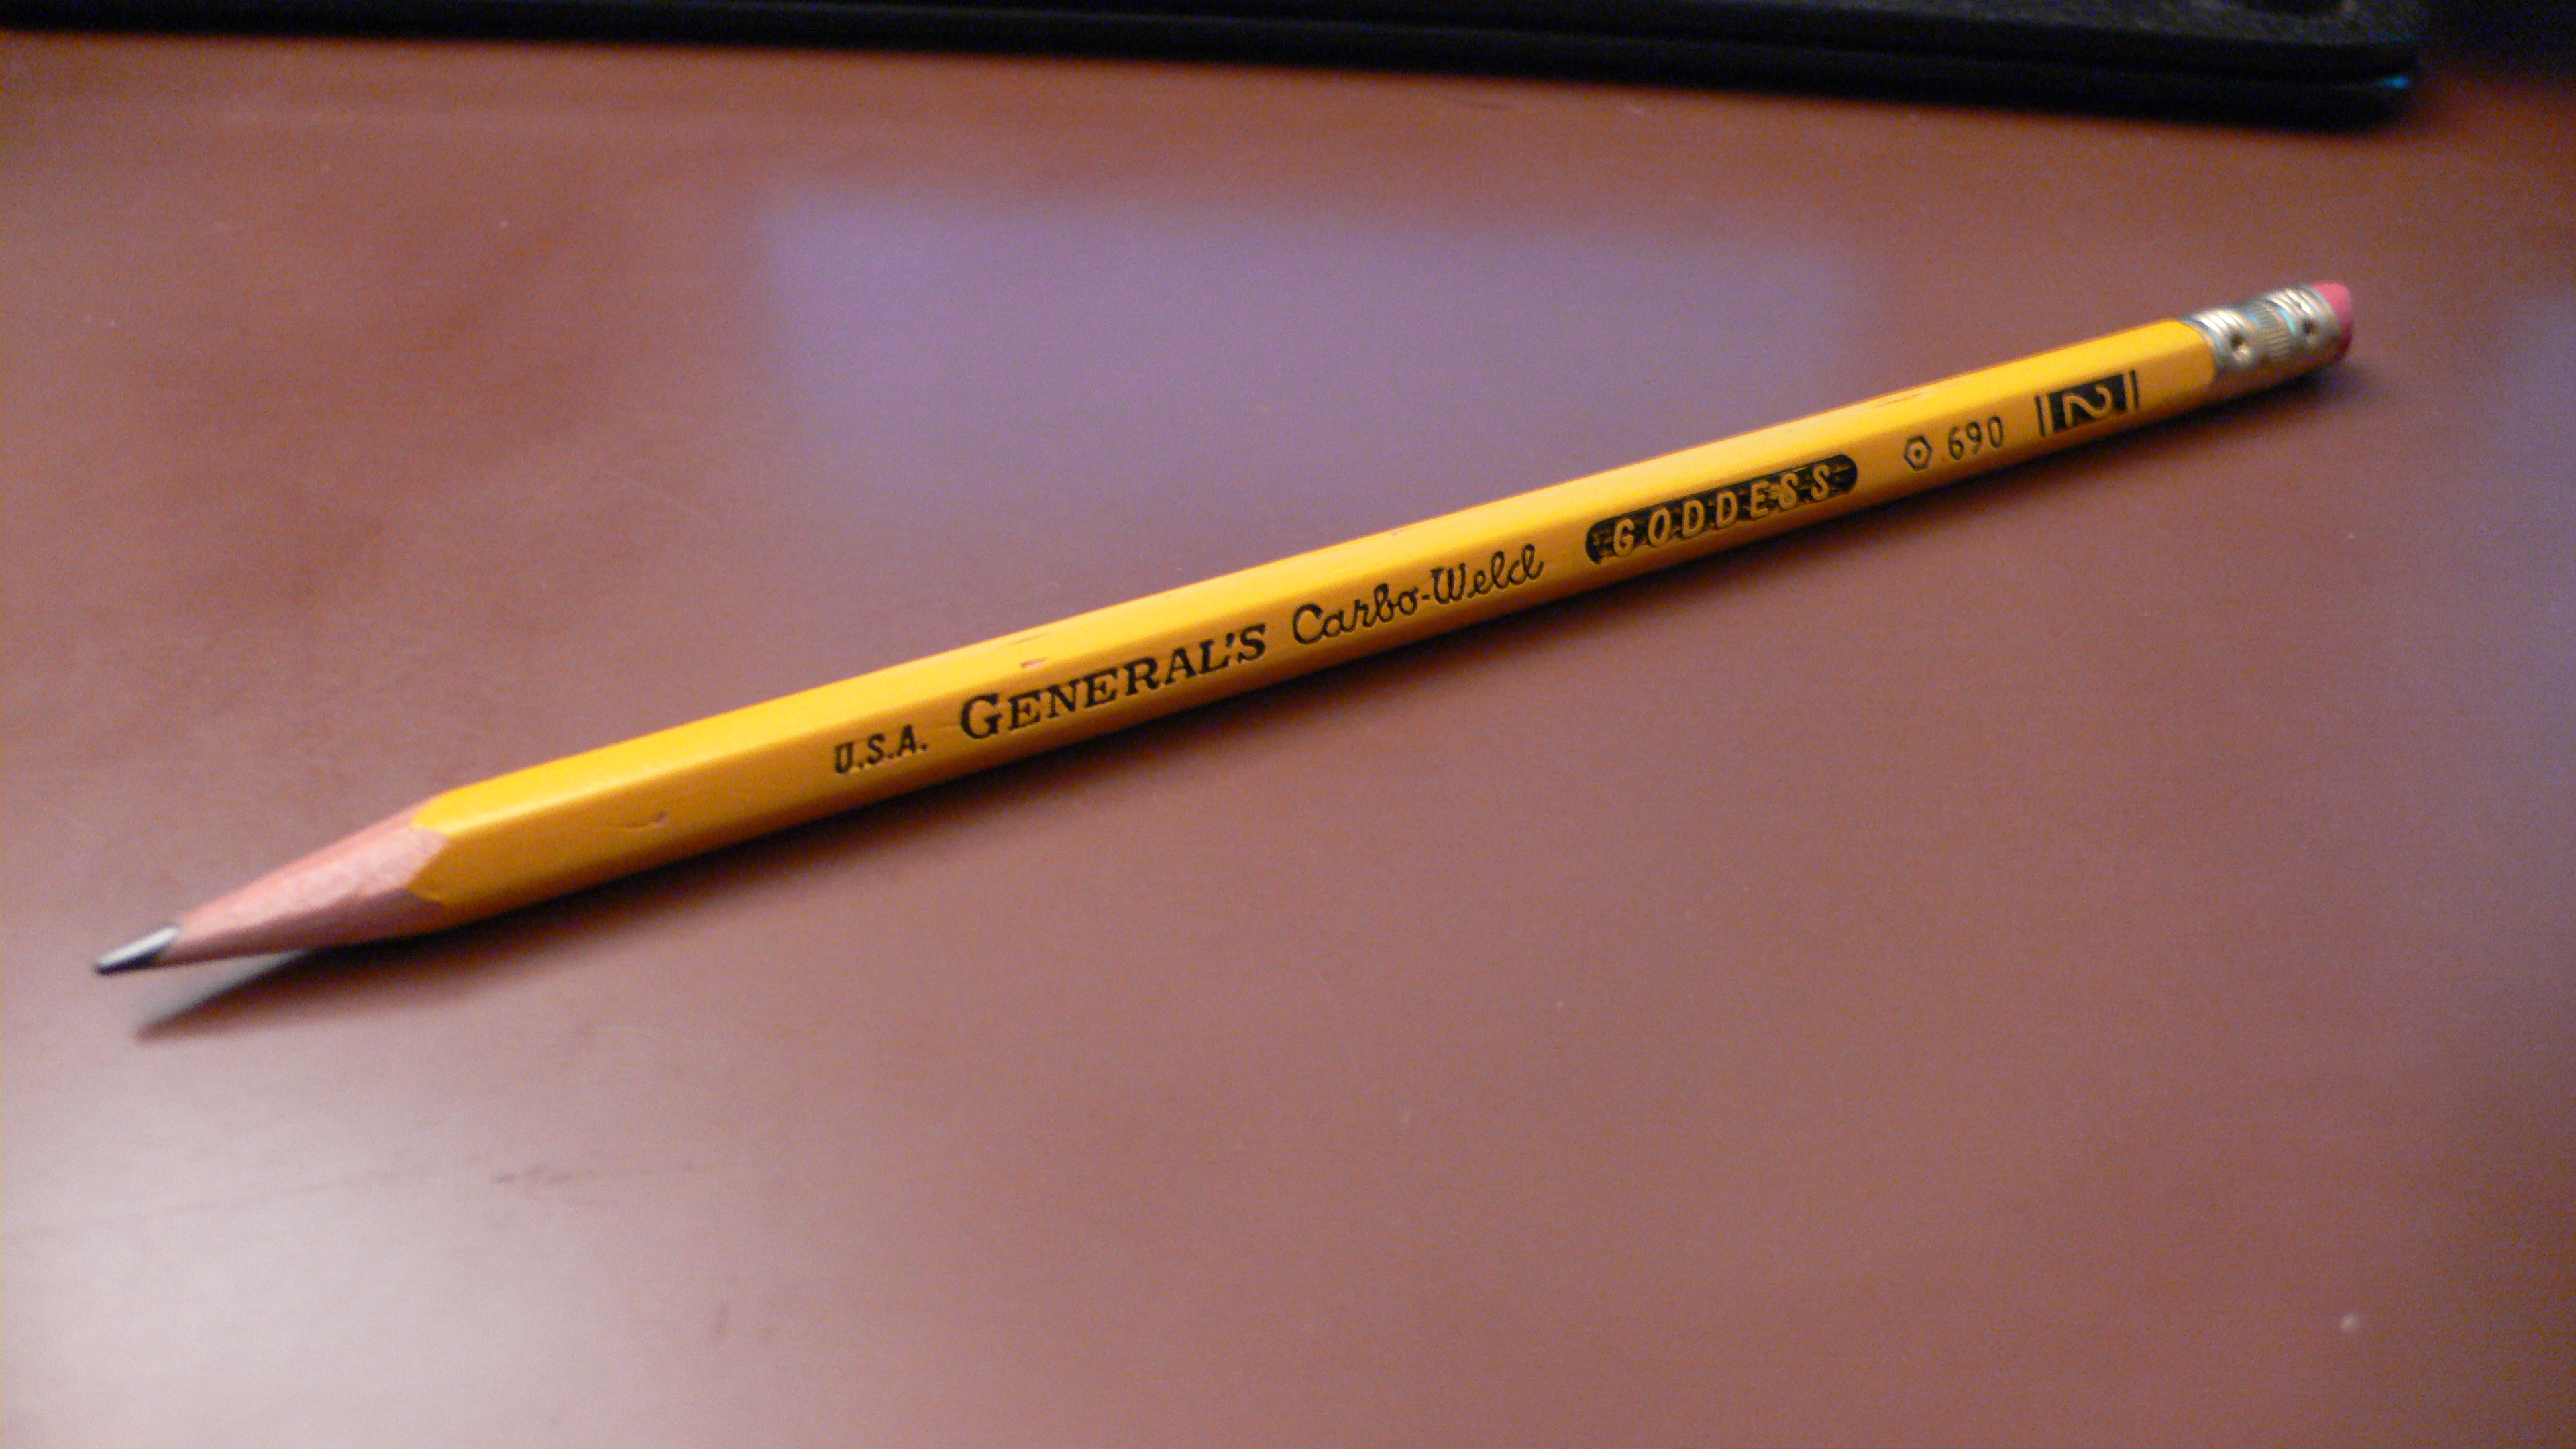 U.S.A. GENERAL'S Carbo-Weld GODDESS 690 2